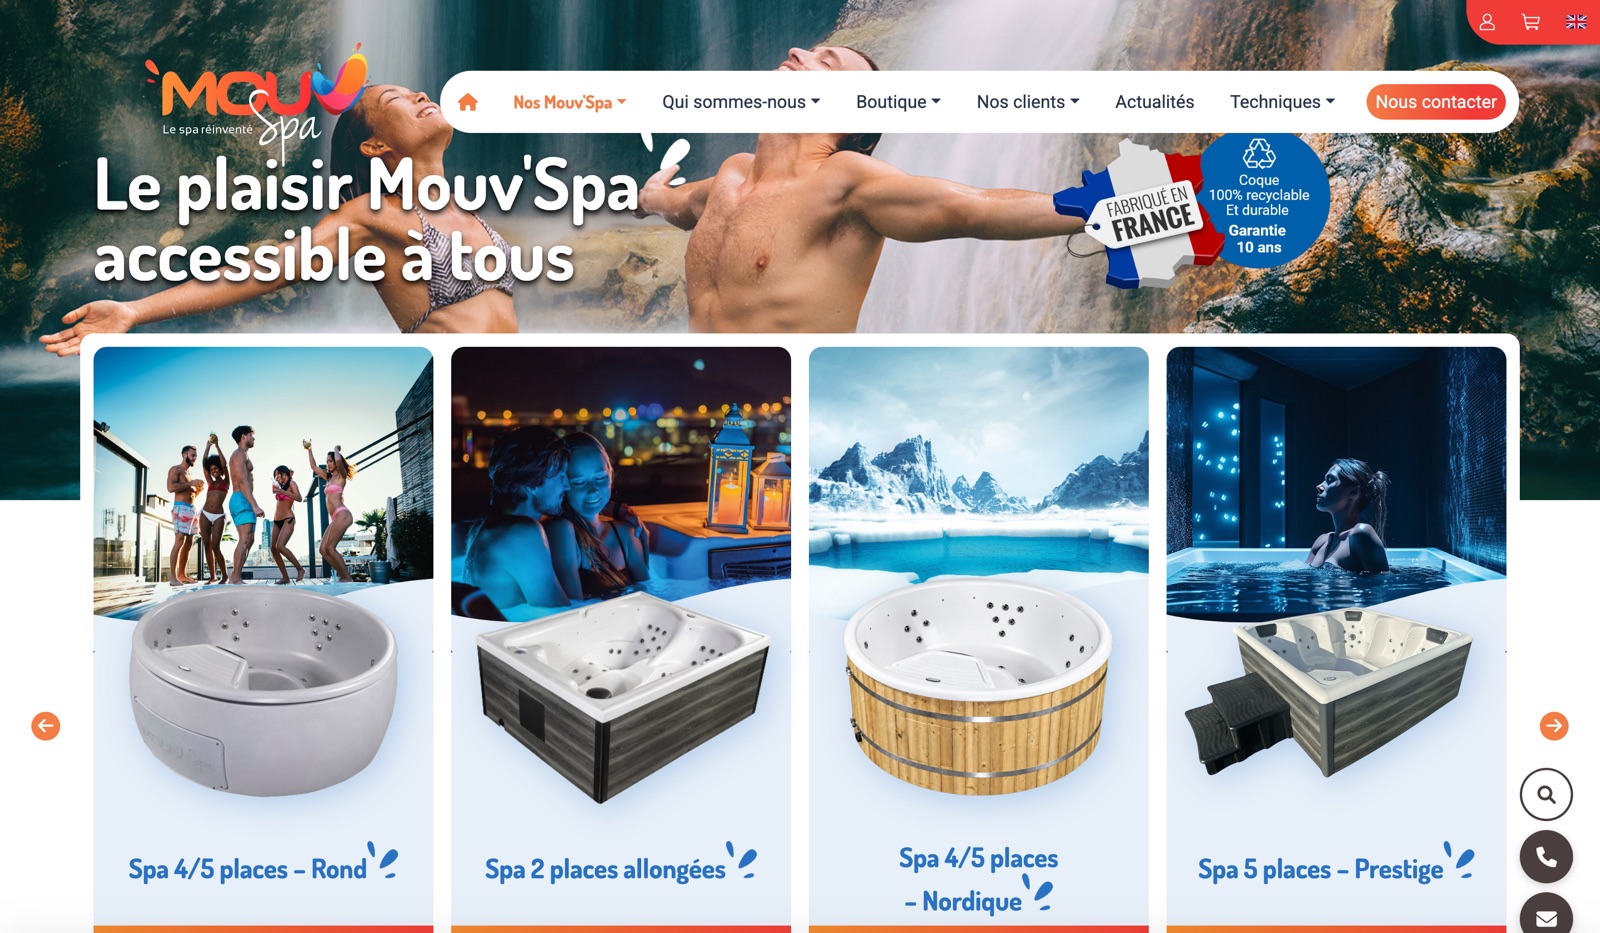 MOUV
Le spa réinventé
Spa
Nos Mouv'Spa
Qui sommes-nous
Boutique
Nos clients
Actualités
Techniques
Nous contacter
Le plaisir Mouv'Spa
accessible à tous
FABRIQUÉ EN
FRANCE
Coque
100% recyclable
Et durable
Garantie
10 ans
Spa 4/5 places – Rond
Spa 2 places allongées
Spa 4/5 places
– Nordique
Spa 5 places – Prestige